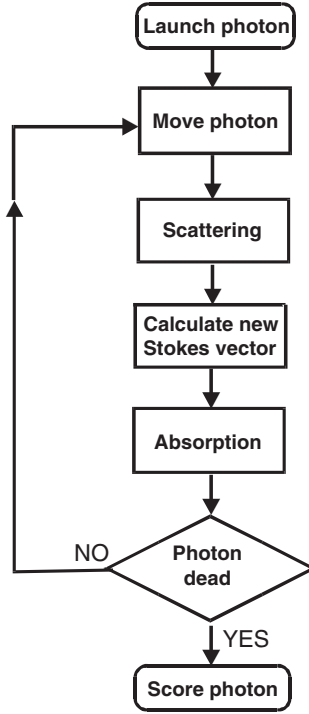 Launch photon
Move photon
Scattering
Calculate new
Stokes vector
Absorption
NO
Photon
dead
YES
Score photon